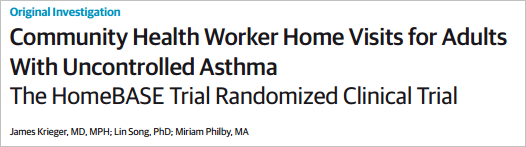 Original Investigation
Community Health Worker Home Visits for Adults
With Uncontrolled Asthma
The HomeBASE Trial Randomized Clinical Trial
James Krieger, MD, MPH; Lin Song, PhD; Miriam Philby, MA